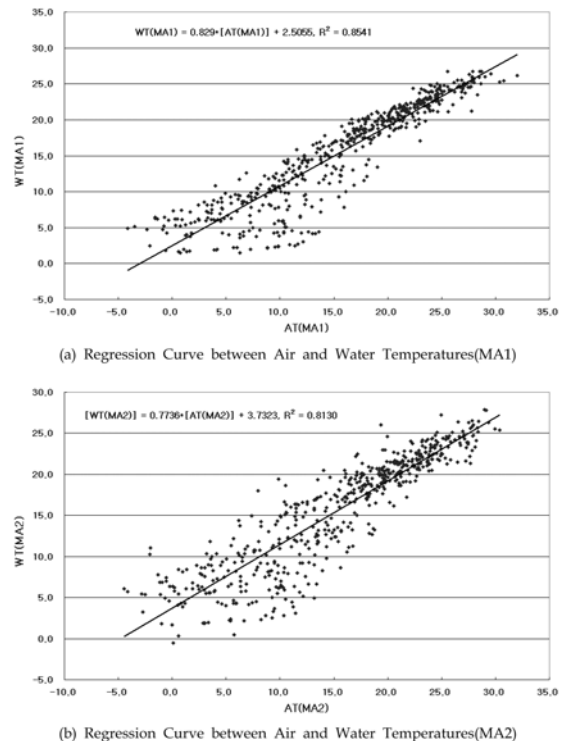 35,0
30,0
25,0
20,0
15,0
10,0
5,0
0,0
-5,0
WT(MA1)
WT(MA1) = 0.829*[AT(MA1)] + 2.5055, R² = 0.8541
-10,0 -5,0 0,0 5,0 10,0 15,0 20,0 25,0 30,0 35,0
AT(MA1)
(a) Regression Curve between Air and Water Temperatures(MA1)
30,0
25,0
20,0
15,0
10,0
5,0
0,0
-5,0
WT(MA2)
[WT(MA2)] = 0.7736*[AT(MA2)] + 3.7323, R² = 0.8130
-10,0 -5,0 0,0 5,0 10,0 15,0 20,0 25,0 30,0 35,0
AT(MA2)
(b) Regression Curve between Air and Water Temperatures(MA2)